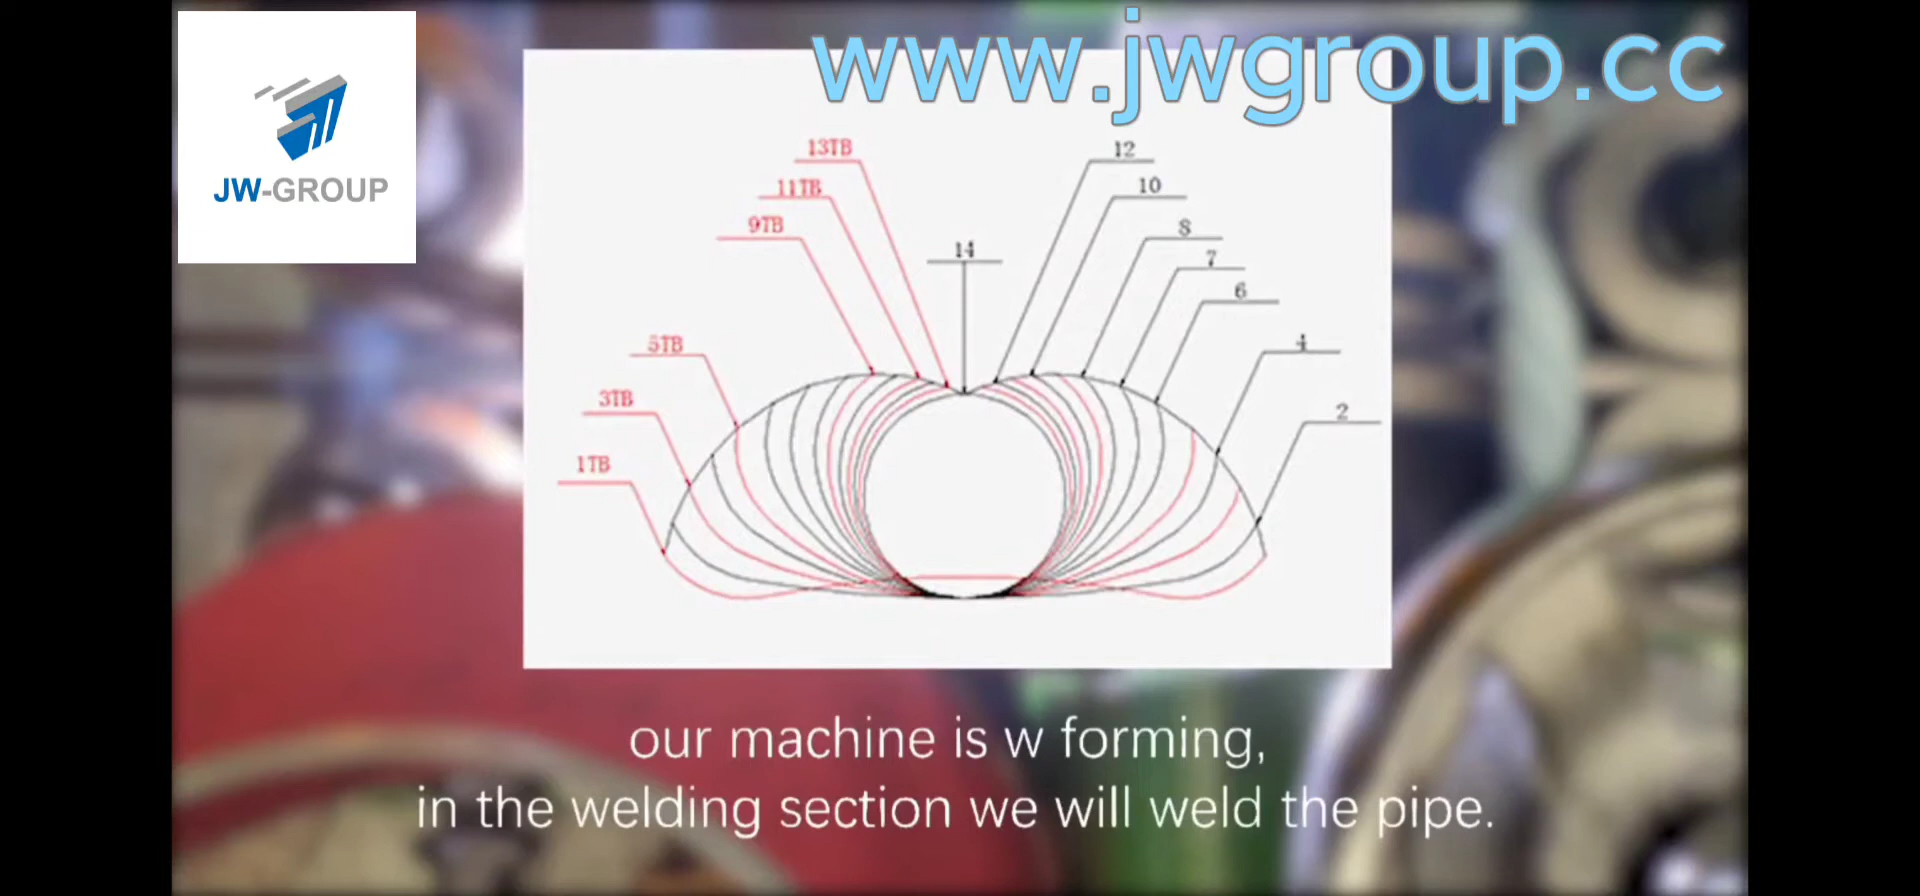 www.jwgroup.cc
JW-GROUP
13TB
12
11TB
10
9TB
8
14
7
6
5TB
4
3TB
2
1TB
our machine is w forming,
in the welding section we will weld the pipe.